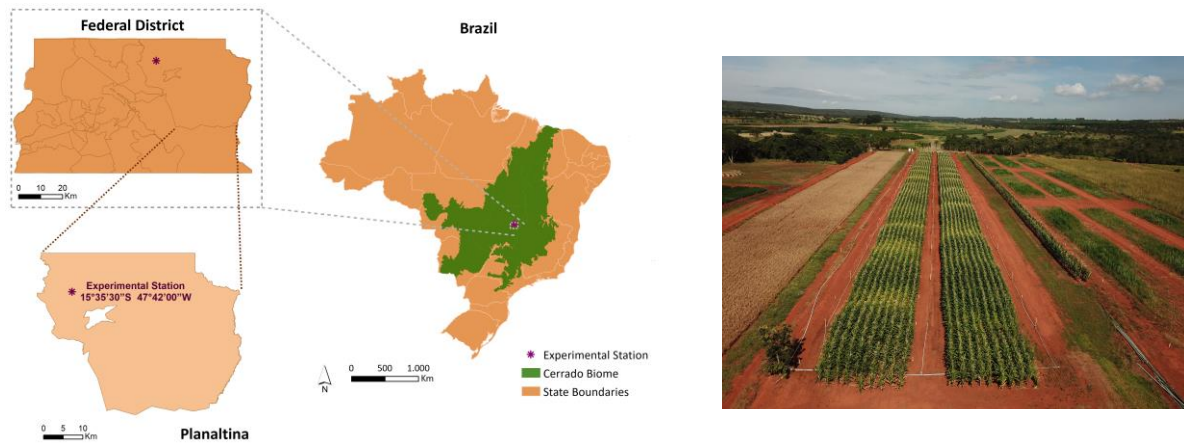 Federal District
Brazil
0 10 20
Km
Experimental Station
15°35'30"S 47°42'00"W
0 5 10
Km
Planaltina
N
0 500 1.000
Km
Experimental Station
Cerrado Biome
State Boundaries